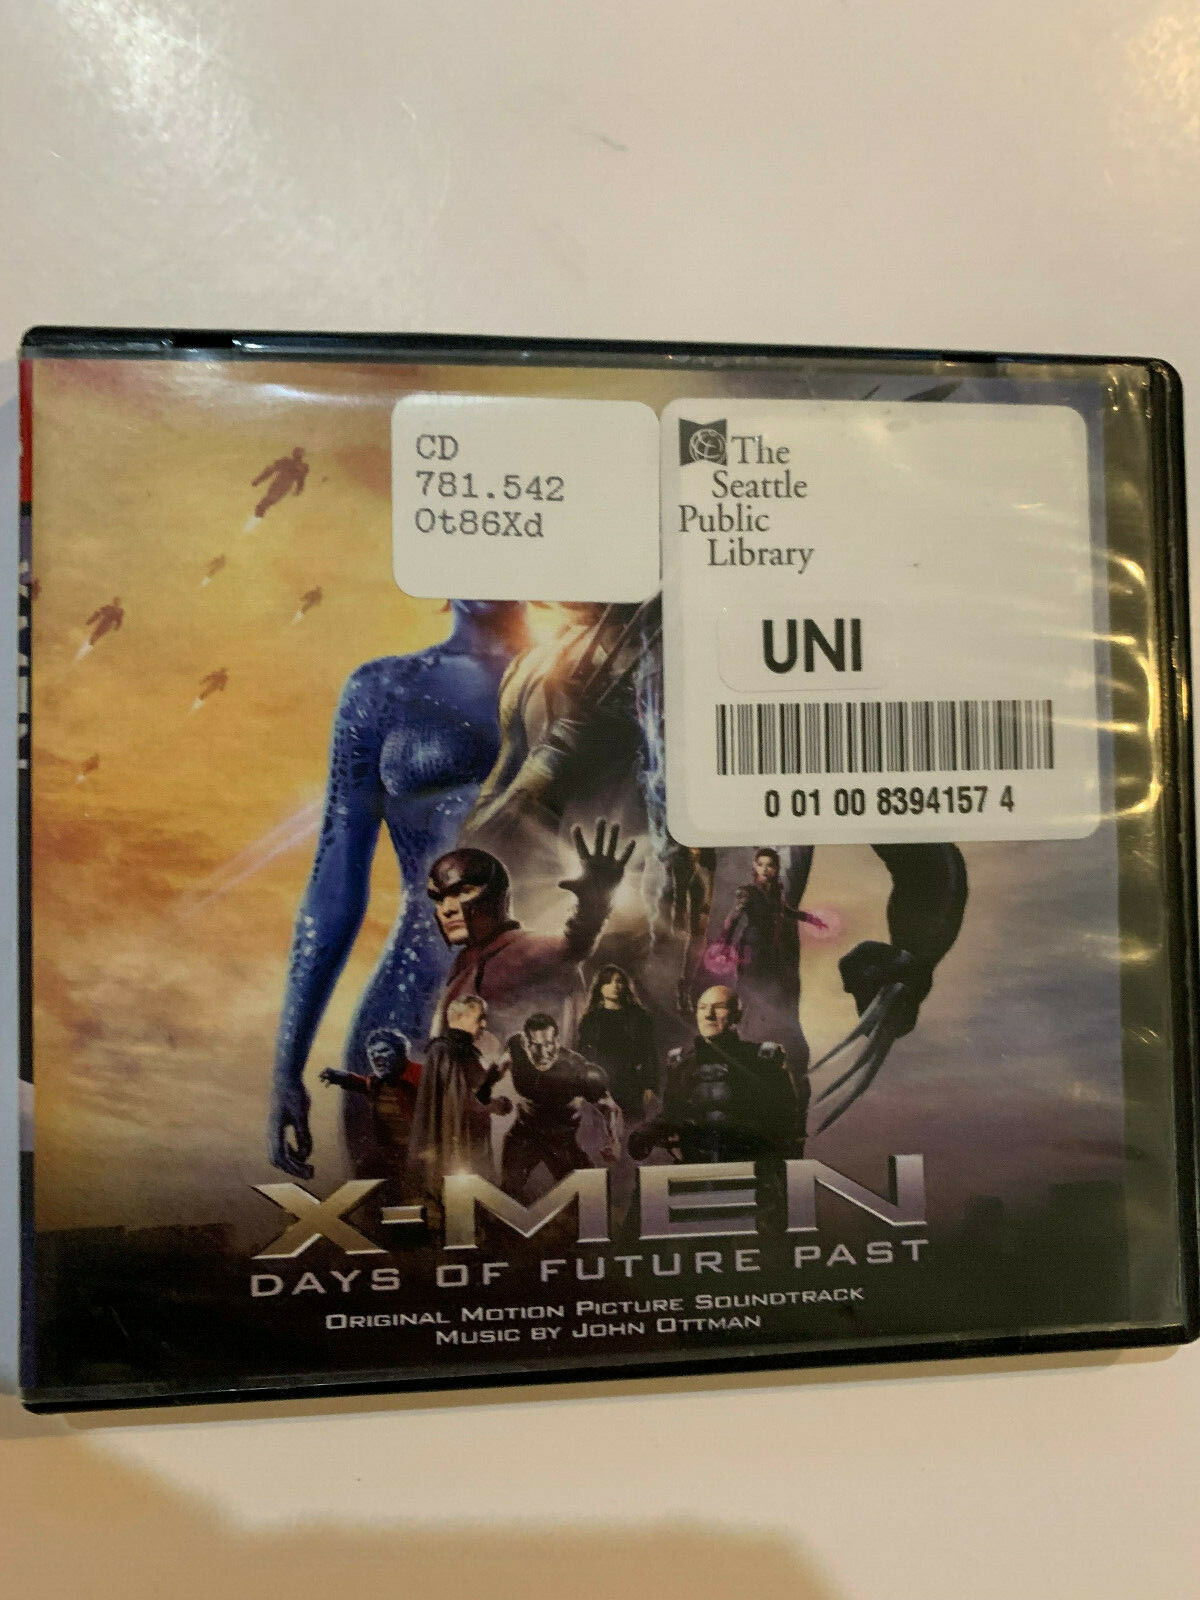 CD
781.542
Ot86Xd
The
Seattle
Public
Library
UNI
0 01 00 8394157 4
X-MEN
DAYS OF FUTURE PAST
ORIGINAL MOTION PICTURE SOUNDTRACK
MUSIC BY JOHN OTTMAN